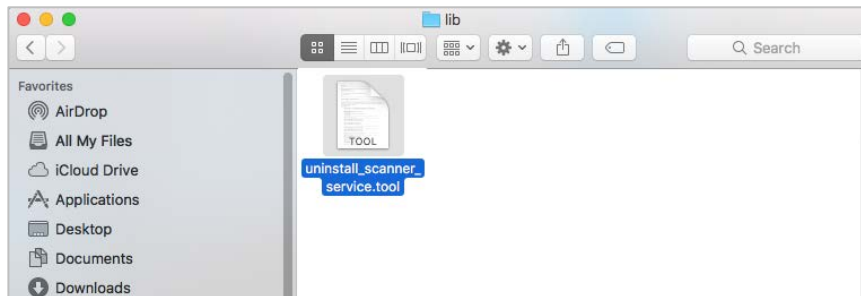 lib
Search
Favorites
AirDrop
All My Files
iCloud Drive
Applications
Desktop
Documents
Downloads
TOOL
uninstall_scanner_
service.tool